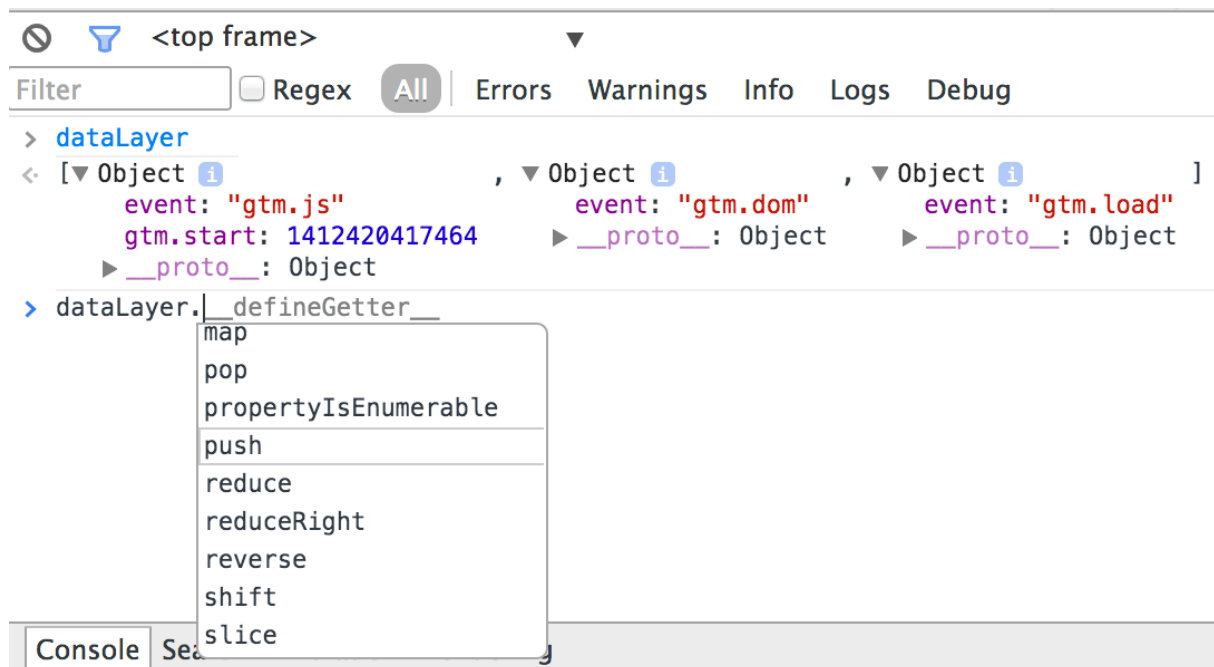 <top frame> ▼
Filter Regex All Errors Warnings Info Logs Debug
> dataLayer
[▼ Object i , ▼ Object i , ▼ Object i ]
event: "gtm.js" event: "gtm.dom" event: "gtm.load"
gtm.start: 1412420417464 ▶ __proto__: Object ▶ __proto__: Object
▶ __proto__: Object
> dataLayer.__defineGetter__
map
pop
propertyIsEnumerable
push
reduce
reduceRight
reverse
shift
slice
Console